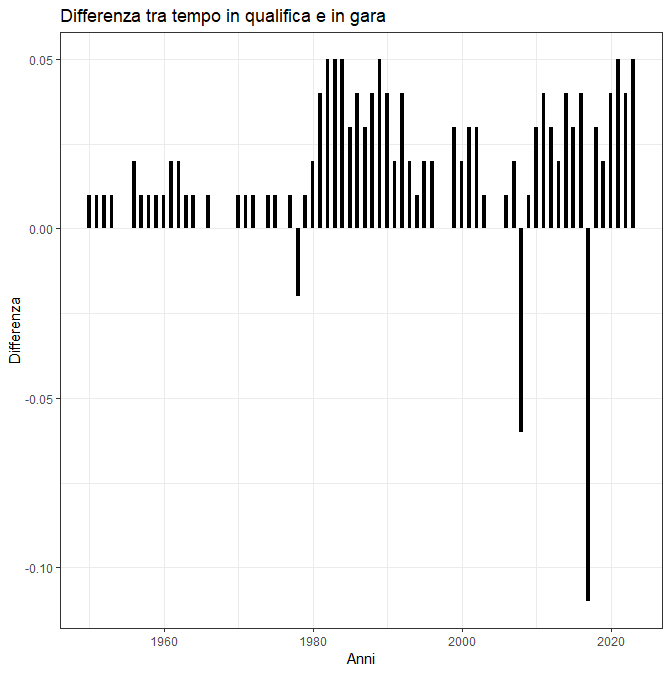 Differenza tra tempo in qualifica e in gara
0.05
0.00
-0.05
-0.10
Differenza
1960 1980 2000 2020
Anni